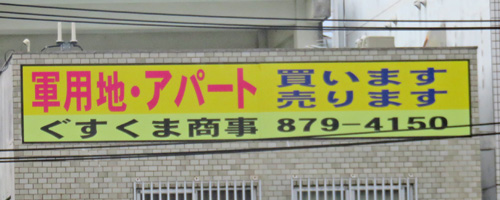 軍用地・アパート 買います
売ります
ぐすくま商事 879-4150